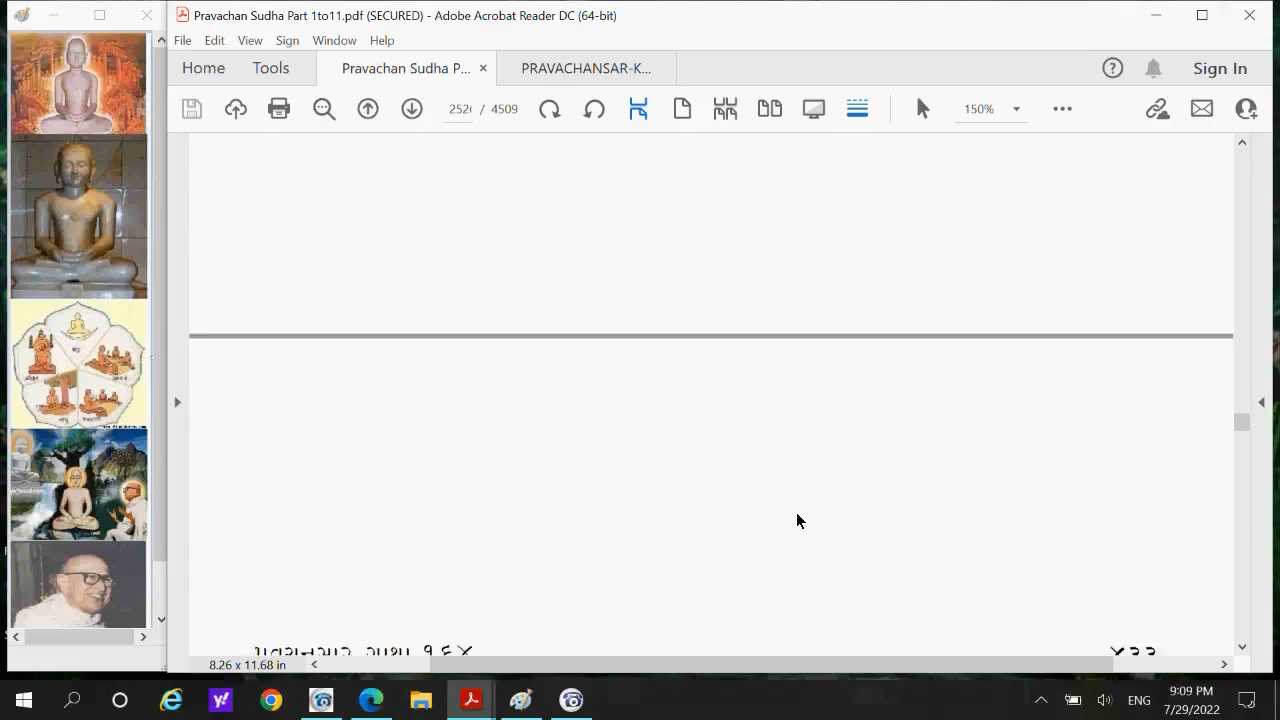 Pravachan Sudha Part 1to11.pdf (SECURED) - Adobe Acrobat Reader DC (64-bit)
File Edit View Sign Window Help
Home Tools Pravachan Sudha P... × PRAVACHANSAR-K... Sign In
/ 4509 150%
8.26 x 11.68 in
9:09 PM
ENG
7/29/2022